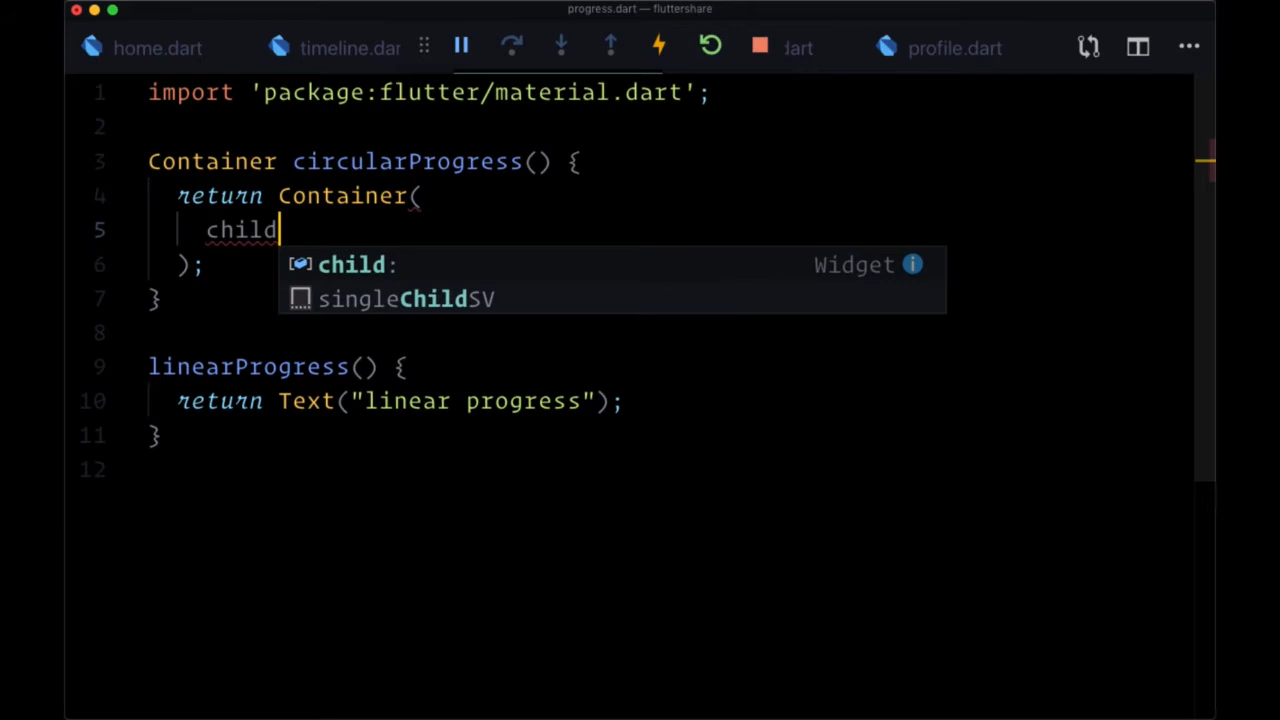 progress.dart — fluttershare
home.dart timeline.dar dart profile.dart
1 import 'package:flutter/material.dart';
2
3 Container circularProgress() {
4 return Container(
5 child
child: Widget
6 );
singleChildSV
7 }
8
9 linearProgress() {
10 return Text("linear progress");
11 }
12